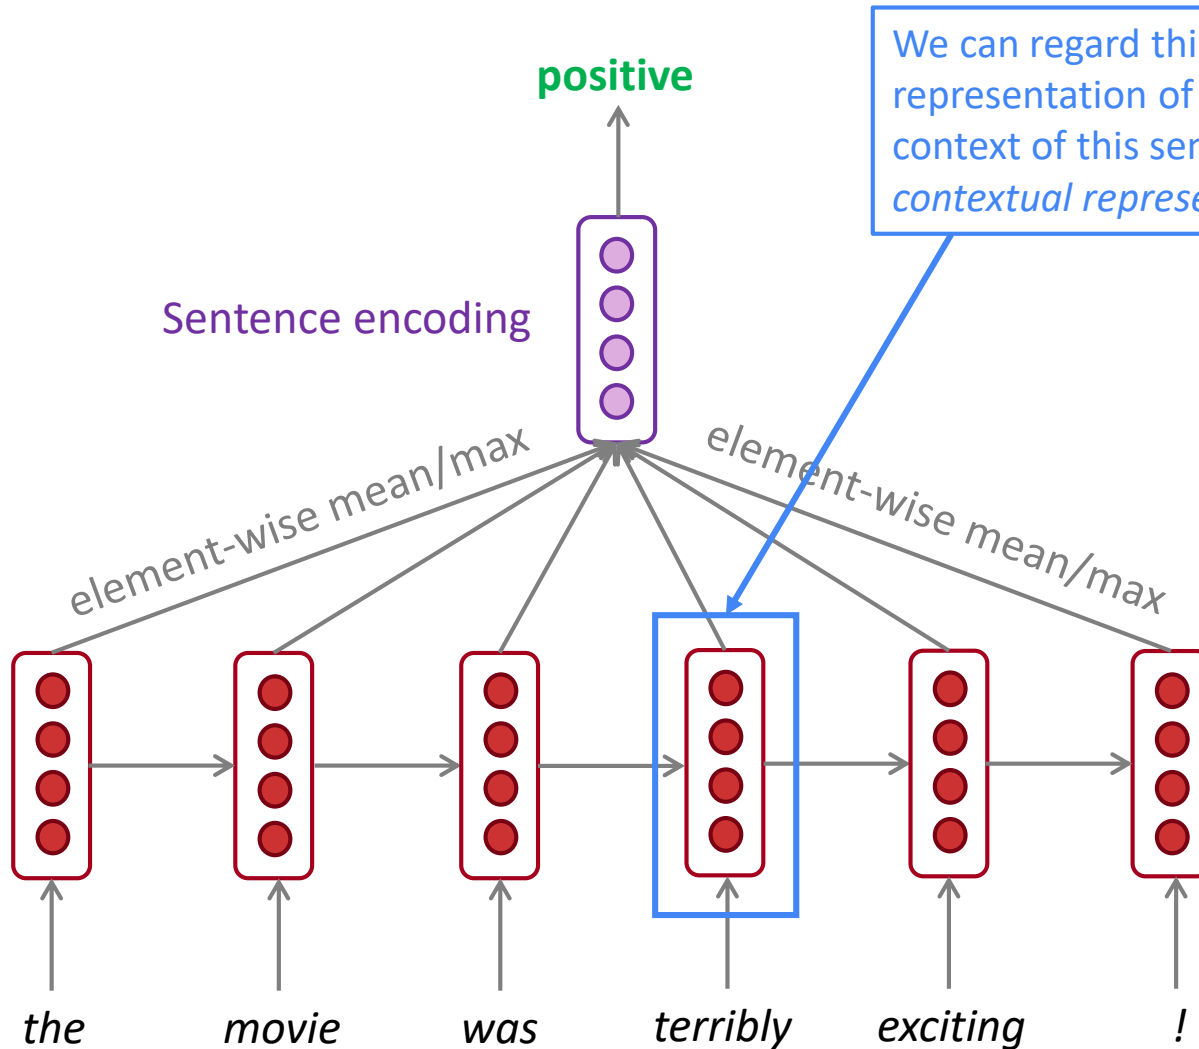 positive
We can regard thi
representation of
context of this ser
contextual represe
Sentence encoding
element-wise mean/max
element-wise mean/max
the movie was terribly exciting !